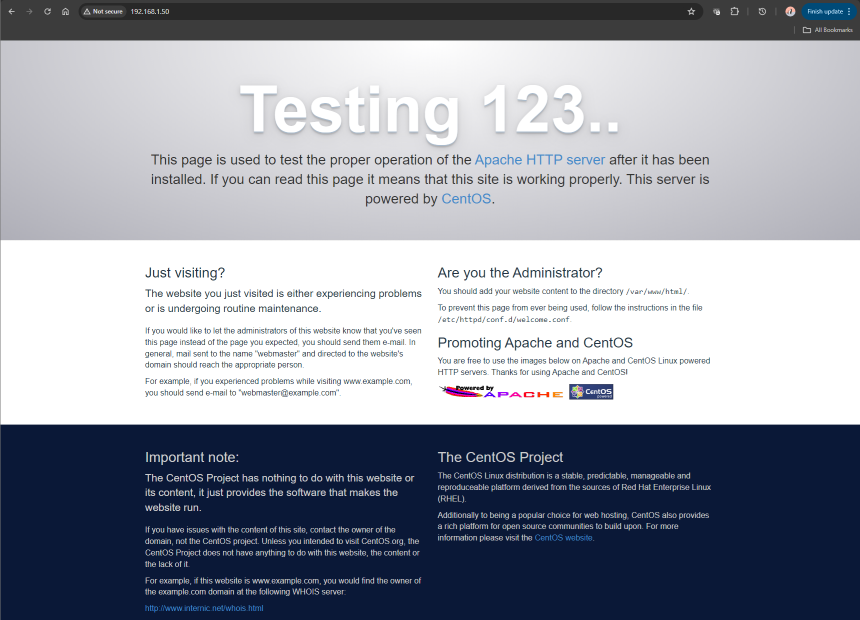 Not secure
192.168.1.50
Finish update
All Bookmarks
Testing 123..
This page is used to test the proper operation of the Apache HTTP server after it has been
installed. If you can read this page it means that this site is working properly. This server is
powered by CentOS.
Just visiting?
The website you just visited is either experiencing problems
or is undergoing routine maintenance.
If you would like to let the administrators of this website know that you've seen
this page instead of the page you expected, you should send them e-mail. In
general, mail sent to the name "webmaster" and directed to the website's
domain should reach the appropriate person.
For example, if you experienced problems while visiting www.example.com,
you should send e-mail to "webmaster@example.com".
Are you the Administrator?
You should add your website content to the directory /var/www/html/.
To prevent this page from ever being used, follow the instructions in the file
/etc/httpd/conf.d/welcome.conf.
Promoting Apache and CentOS
You are free to use the images below on Apache and CentOS Linux powered
HTTP servers. Thanks for using Apache and CentOS!
Powered by
APACHE
CentOS
powered
Important note:
The CentOS Project has nothing to do with this website or
its content, it just provides the software that makes the
website run.
If you have issues with the content of this site, contact the owner of the
domain, not the CentOS project. Unless you intended to visit CentOS.org, the
CentOS Project does not have anything to do with this website, the content or
the lack of it.
For example, if this website is www.example.com, you would find the owner of
the example.com domain at the following WHOIS server:
http://www.internic.net/whois.html
The CentOS Project
The CentOS Linux distribution is a stable, predictable, manageable and
reproduceable platform derived from the sources of Red Hat Enterprise Linux
(RHEL).
Additionally to being a popular choice for web hosting, CentOS also provides
a rich platform for open source communities to build upon. For more
information please visit the CentOS website.